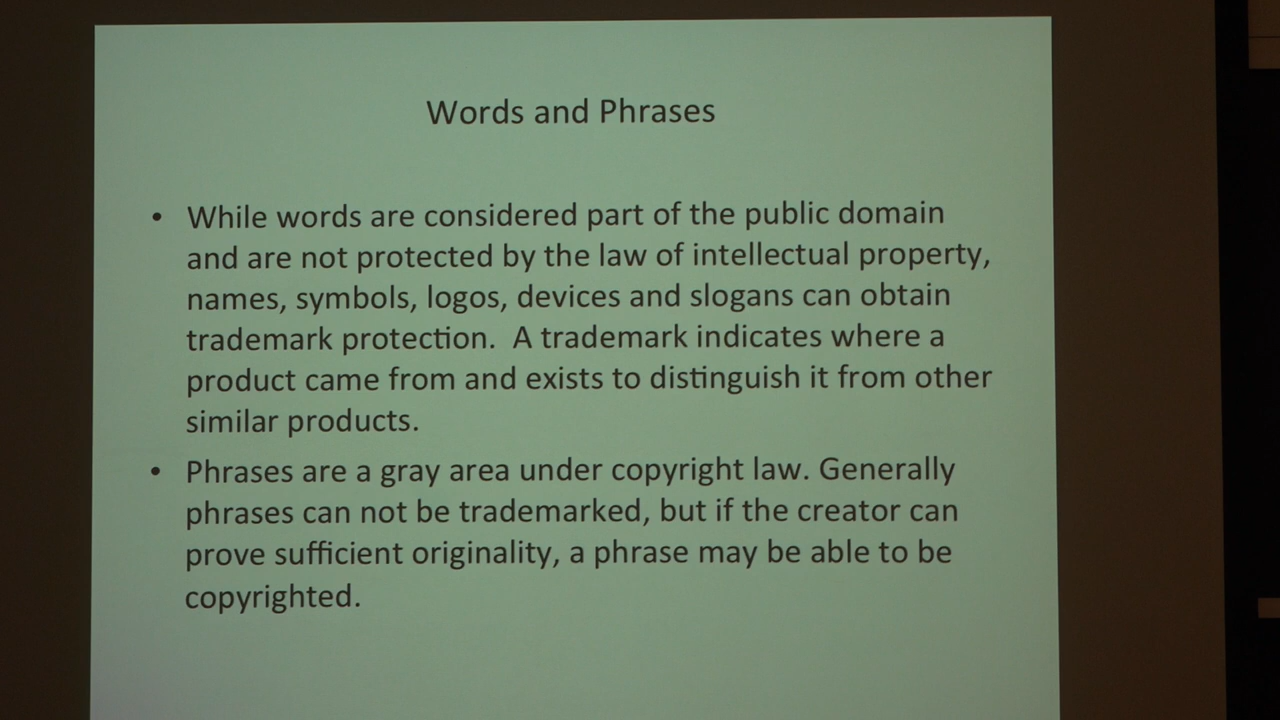 Words and Phrases
• While words are considered part of the public domain
and are not protected by the law of intellectual property,
names, symbols, logos, devices and slogans can obtain
trademark protection.  A trademark indicates where a
product came from and exists to distinguish it from other
similar products.
• Phrases are a gray area under copyright law. Generally
phrases can not be trademarked, but if the creator can
prove sufficient originality, a phrase may be able to be
copyrighted.